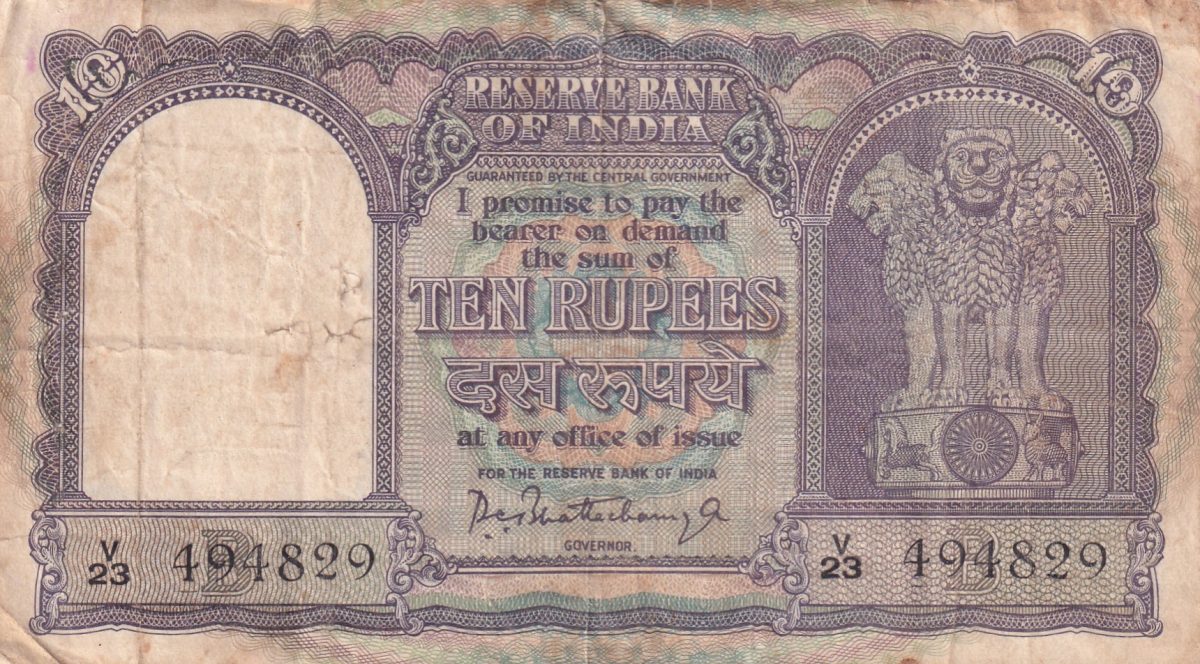 10
10
RESERVE BANK
OF INDIA
GUARANTEED BY THE CENTRAL GOVERNMENT
I promise to pay the
bearer on demand
the sum of
TEN RUPEES
दस रूपये
at any office of issue
FOR THE RESERVE BANK OF INDIA
P.C. Bhattacharyya
GOVERNOR.
V/23 494829
B
V/23 494829
B